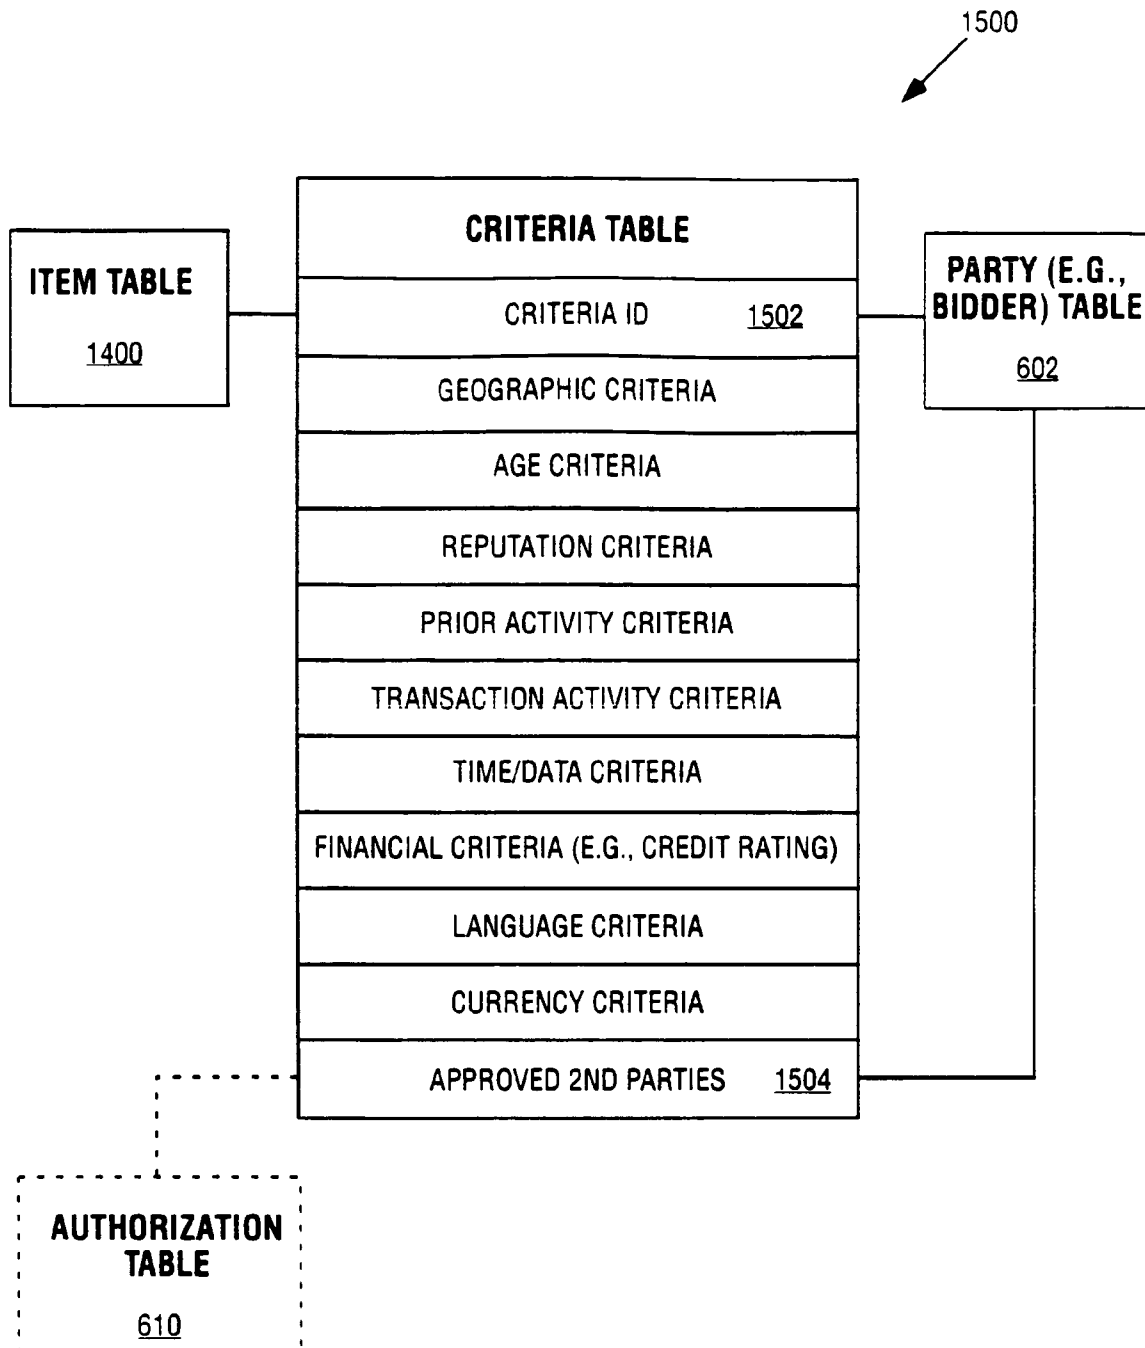 1500
CRITERIA TABLE
ITEM TABLE
1400
CRITERIA ID 1502
PARTY (E.G.,
BIDDER) TABLE
602
GEOGRAPHIC CRITERIA
AGE CRITERIA
REPUTATION CRITERIA
PRIOR ACTIVITY CRITERIA
TRANSACTION ACTIVITY CRITERIA
TIME/DATA CRITERIA
FINANCIAL CRITERIA (E.G., CREDIT RATING)
LANGUAGE CRITERIA
CURRENCY CRITERIA
APPROVED 2ND PARTIES 1504
AUTHORIZATION
TABLE
610